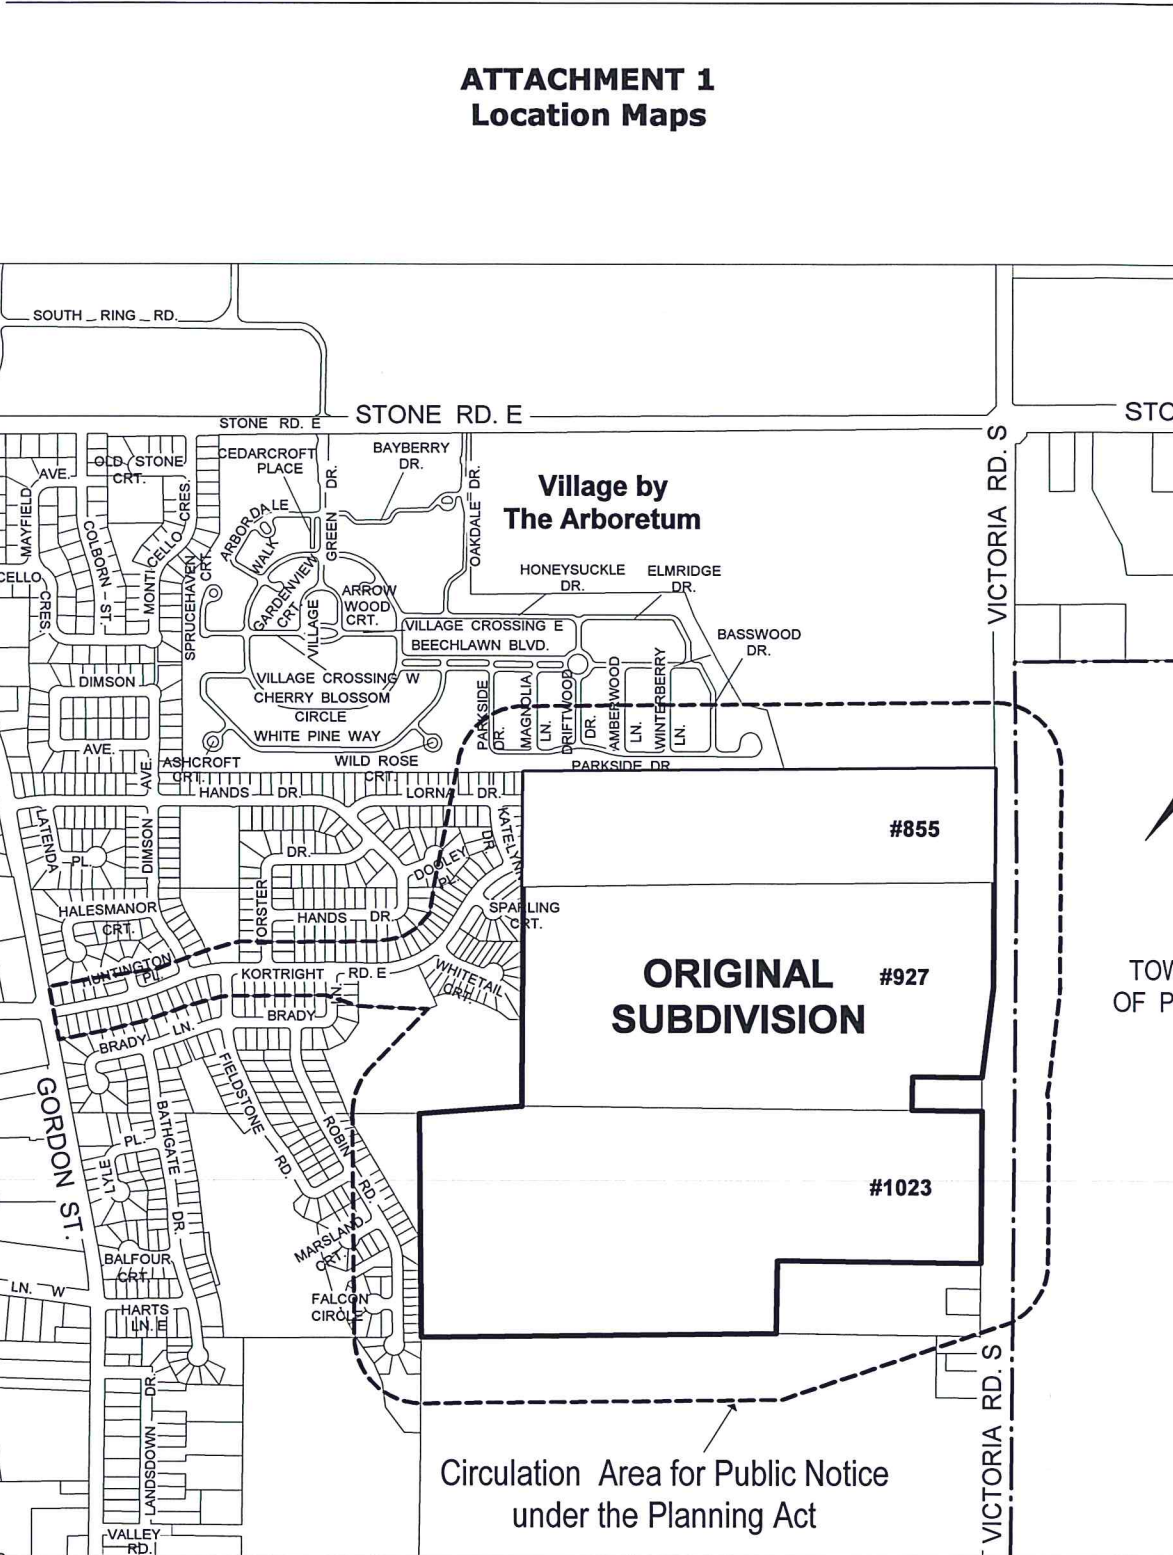 ATTACHMENT 1
Location Maps
SOUTH RING RD.
STONE RD. E
STONE RD. E
STO
CEDARCROFT
PLACE
BAYBERRY
DR.
OLD STONE
CRT.
AVE.
MAYFIELD
COLBORN ST.
MONTICELLO CRES.
CELLO
CRES.
SPRUCEHAVEN
CRT.
ARBORDALE
WALK
GREEN DR.
OAKDALE DR.
Village by
The Arboretum
VICTORIA RD. S
HONEYSUCKLE
DR.
ELMRIDGE
DR.
GARDENVIEW
CRT.
VILLAGE
ARROW
WOOD
CRT.
VILLAGE CROSSING E
BEECHLAWN BLVD.
BASSWOOD
DR.
VILLAGE CROSSING W
CHERRY BLOSSOM
CIRCLE
WHITE PINE WAY
DIMSON
AVE.
PARKSIDE
DR.
MAGNOLIA
LN.
DRIFTWOOD
DR.
AMBERWOOD
LN.
WINTERBERRY
LN.
PARKSIDE DR.
ASHCROFT
CRT.
WILD ROSE
CRT.
HANDS DR.
LORNA DR.
DIMSON AVE.
LATENDA
PL.
KATELYNN
DR.
DOOLEY
PL.
DR.
FORSTER
HANDS DR.
HALESMANOR
CRT.
SPARLING
CRT.
HUNTINGTON
PL.
KORTRIGHT RD. E
WHITETAIL
CRT.
BRADY LN.
BRADY
LN.
#855
ORIGINAL
SUBDIVISION
#927
TOW
OF P
GORDON ST.
FIELDSTONE RD.
BATHGATE DR.
ROBIN RD.
LYLE
PL.
MARSLAND
CRT.
#1023
BALFOUR
CRT.
LN. W
HARTS
LN. E
FALCON
CIRCLE
LANDSDOWN DR.
VALLEY
RD.
VICTORIA RD. S
Circulation Area for Public Notice
under the Planning Act